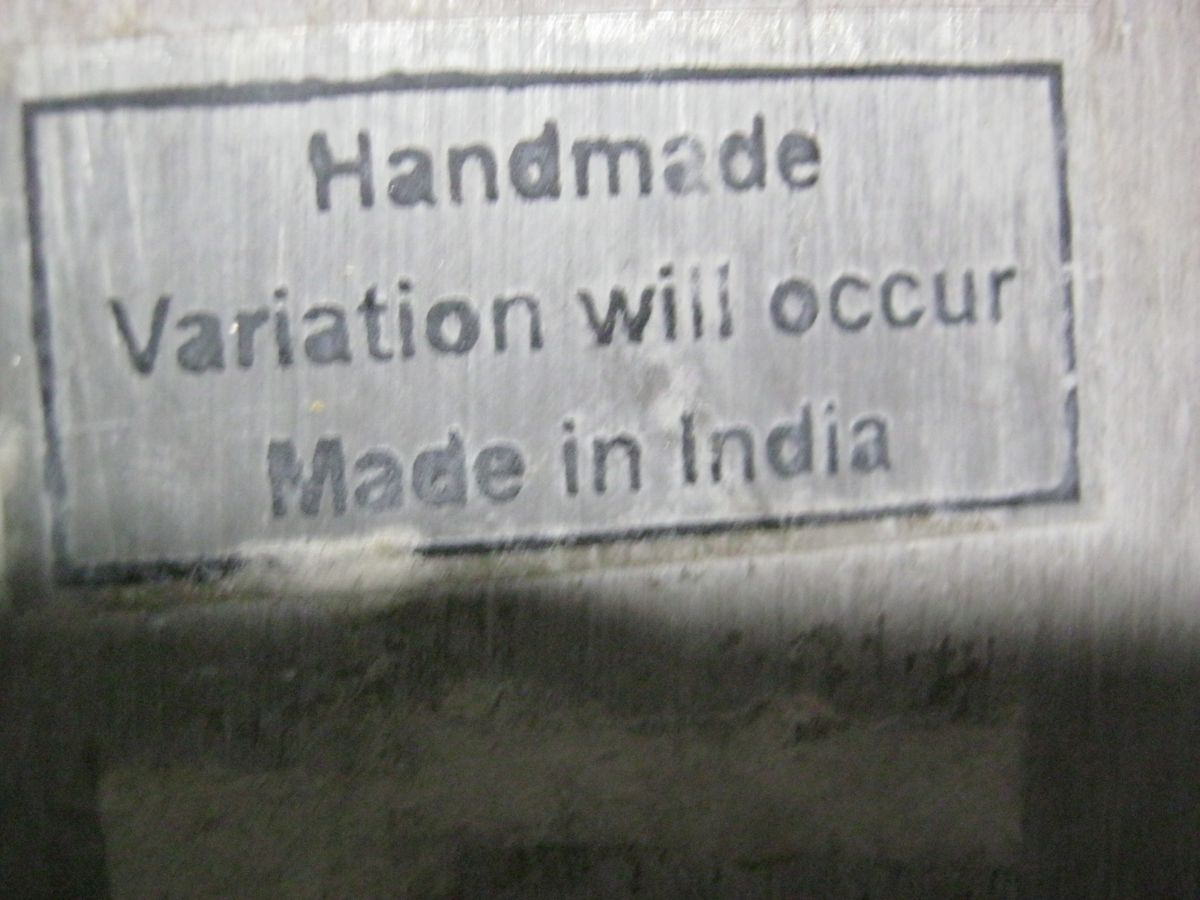 Handmade
Variation will occur
Made in India